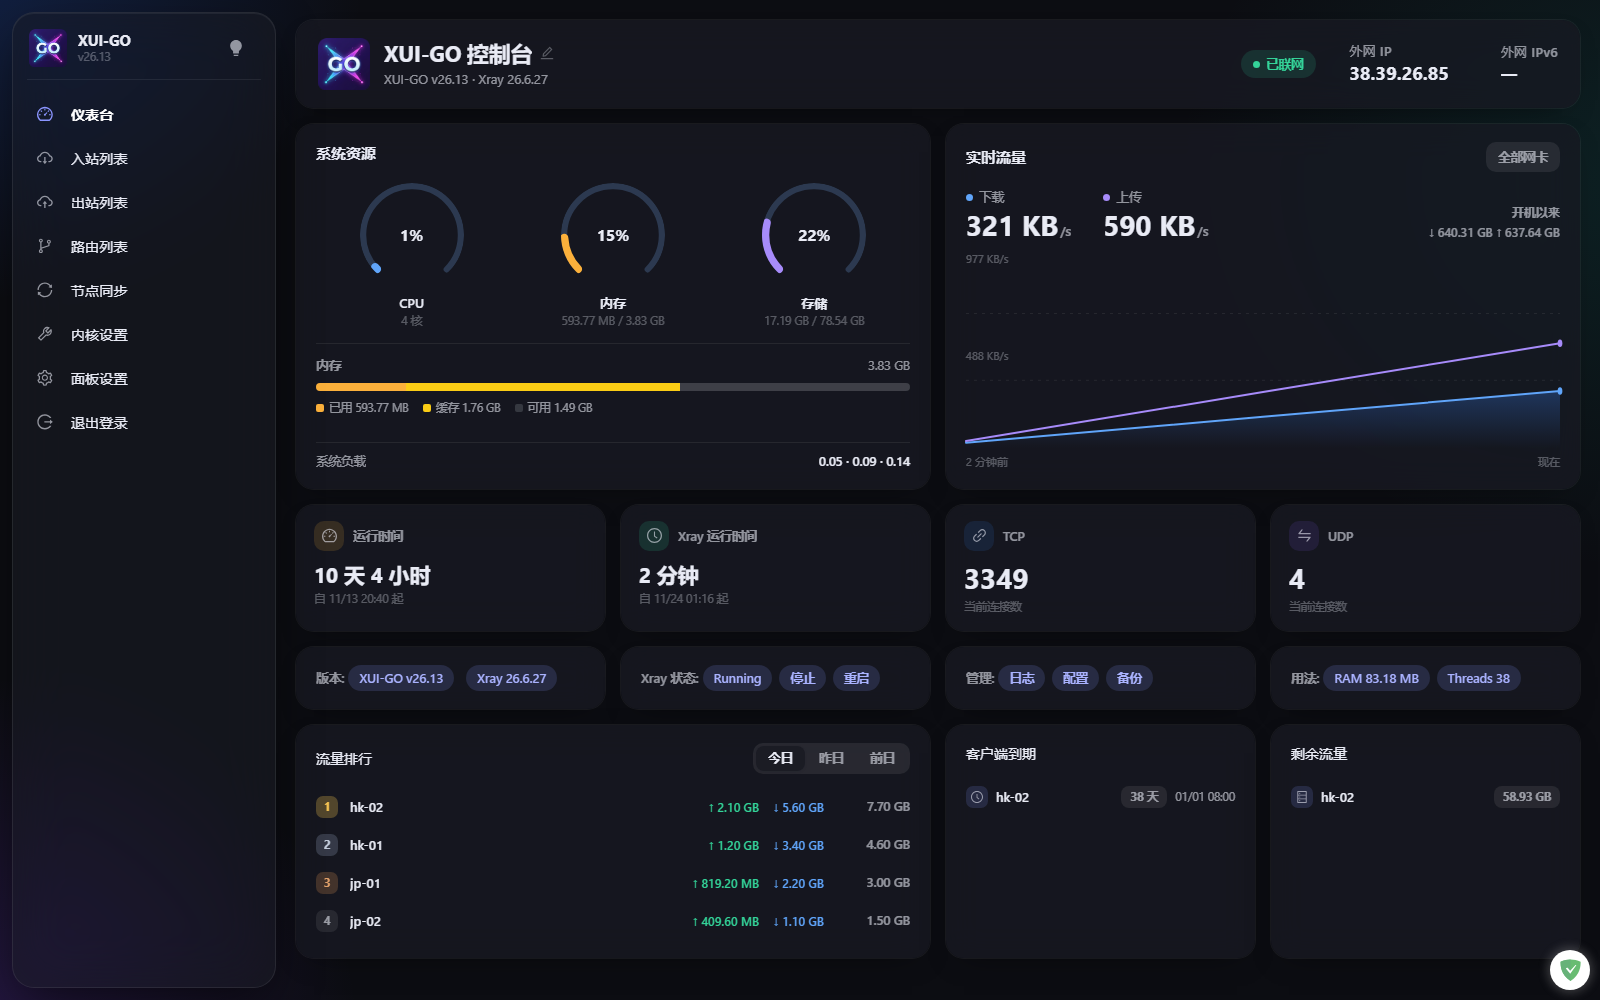 GO
XUI-GO
v26.13
仪表台
入站列表
出站列表
路由列表
节点同步
内核设置
面板设置
退出登录
GO
XUI-GO 控制台
XUI-GO v26.13 · Xray 26.6.27
已联网
外网 IP
38.39.26.85
外网 IPv6
—
系统资源
1%
15%
22%
CPU
内存
存储
4 核
593.77 MB / 3.83 GB
17.19 GB / 78.54 GB
内存
3.83 GB
已用 593.77 MB
缓存 1.76 GB
可用 1.49 GB
系统负载
0.05 · 0.09 · 0.14
实时流量
全部网卡
下载
321 KB/s
上传
590 KB/s
开机以来
↓ 640.31 GB ↑ 637.64 GB
977 KB/s
488 KB/s
2 分钟前
现在
运行时间
10 天 4 小时
自 11/13 20:40 起
Xray 运行时间
2 分钟
自 11/24 01:16 起
TCP
3349
当前连接数
UDP
4
当前连接数
版本: XUI-GO v26.13 Xray 26.6.27
Xray 状态: Running 停止 重启
管理: 日志 配置 备份
用法: RAM 83.18 MB Threads 38
流量排行
今日 昨日 前日
1 hk-02 ↑ 2.10 GB ↓ 5.60 GB 7.70 GB
2 hk-01 ↑ 1.20 GB ↓ 3.40 GB 4.60 GB
3 jp-01 ↑ 819.20 MB ↓ 2.20 GB 3.00 GB
4 jp-02 ↑ 409.60 MB ↓ 1.10 GB 1.50 GB
客户端到期
hk-02 38 天 01/01 08:00
剩余流量
hk-02 58.93 GB